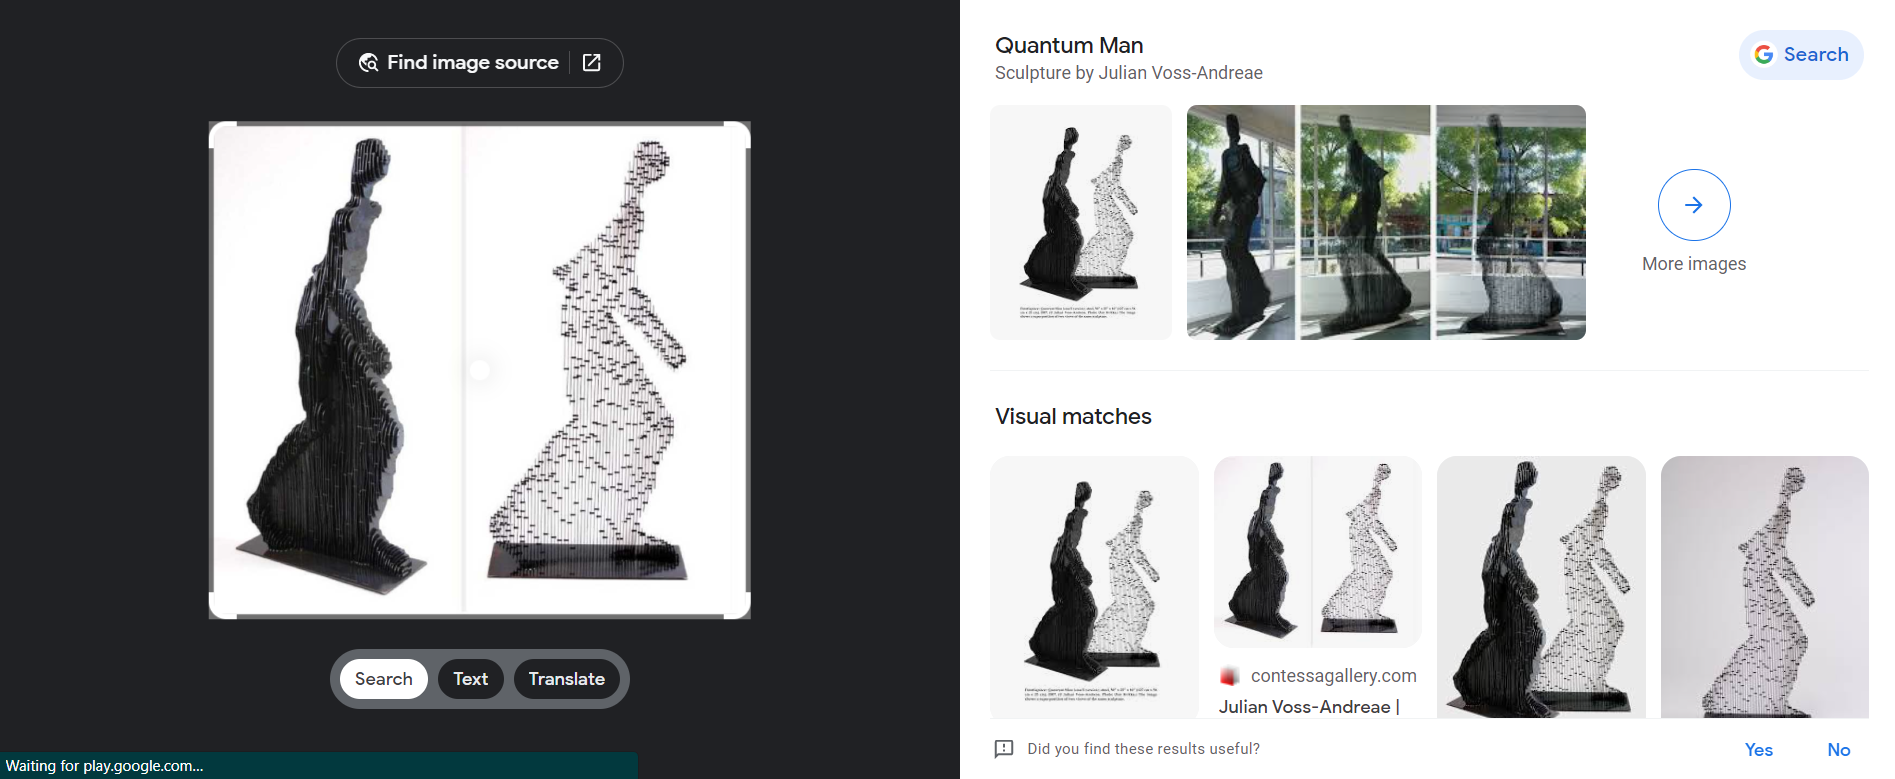 Find image source
Search
Text
Translate
Waiting for play.google.com...
Quantum Man
Sculpture by Julian Voss-Andreae
Search
More images
Visual matches
contessagallery.com
Julian Voss-Andreae |
Did you find these results useful?
Yes
No